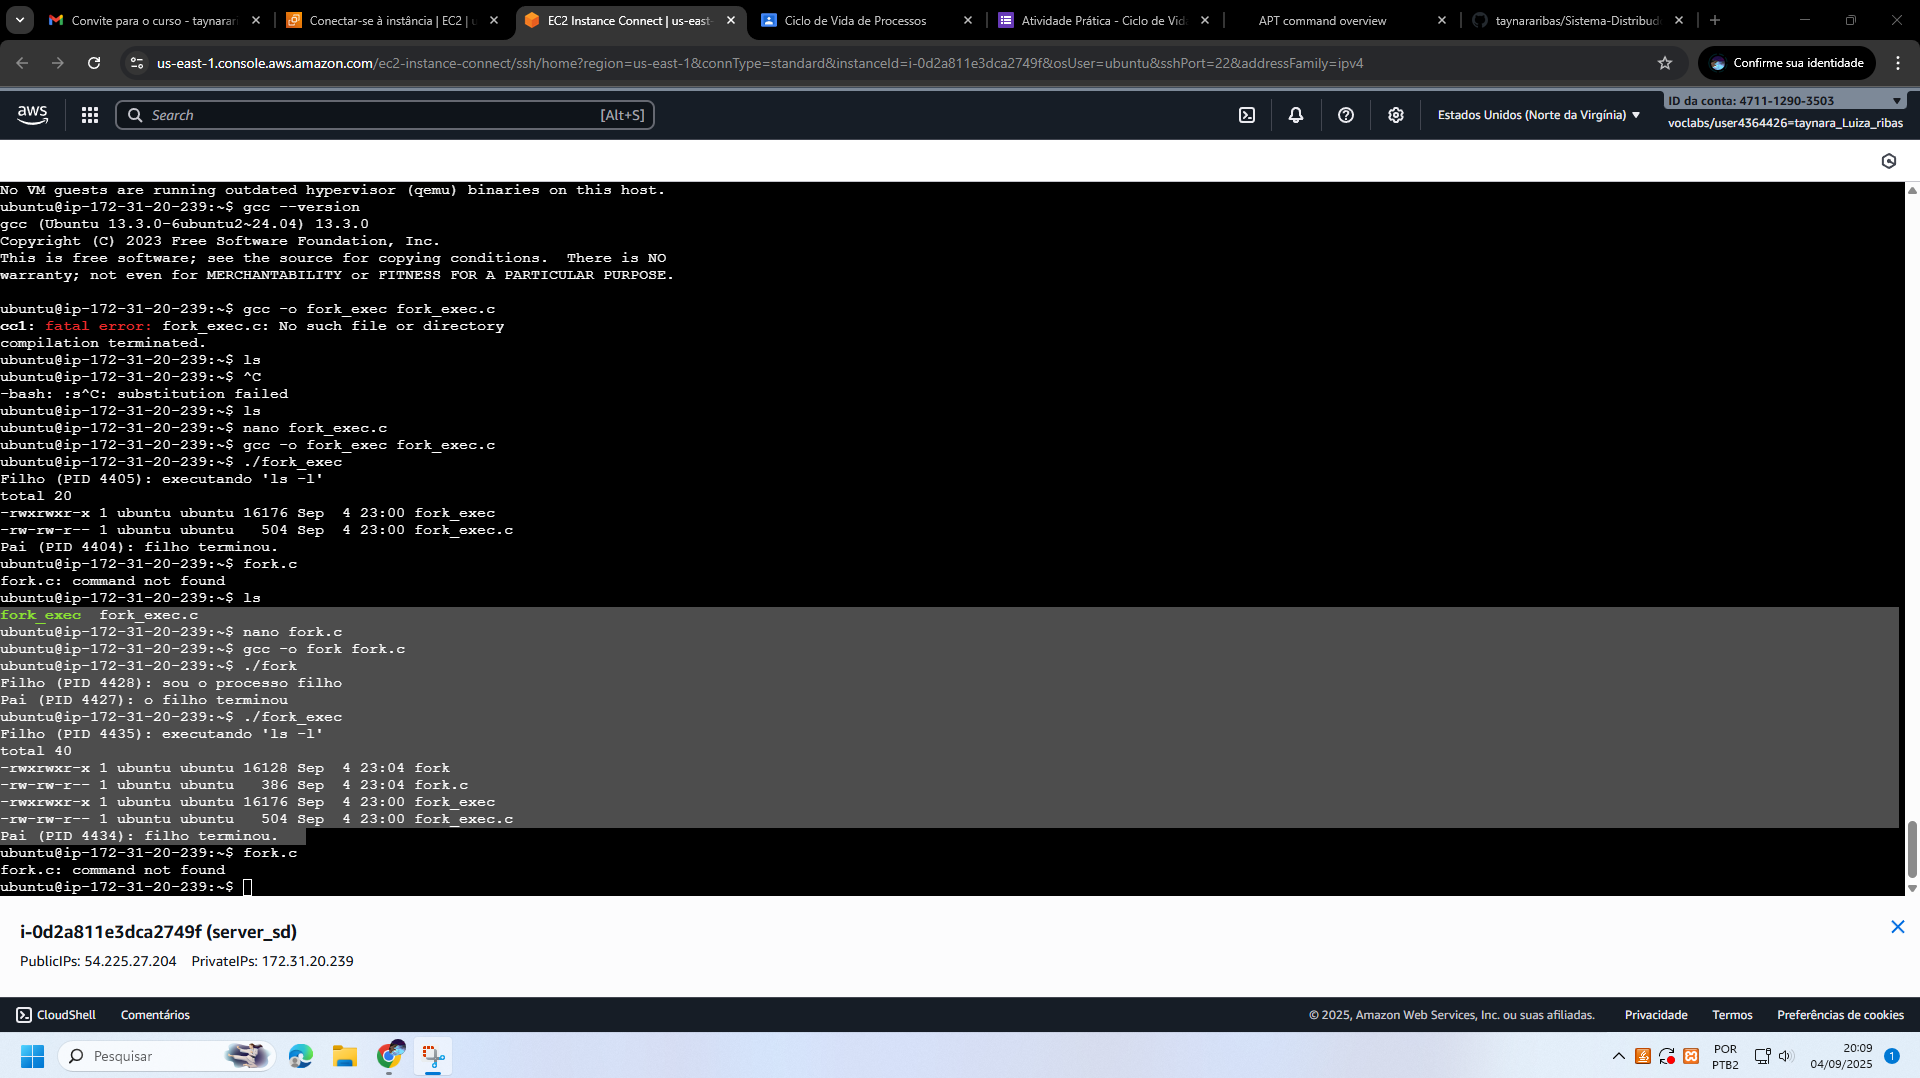 Convite para o curso - taynarari
Conectar-se à instância | EC2 | u
EC2 Instance Connect | us-east-
Ciclo de Vida de Processos
Atividade Prática - Ciclo de Vida
APT command overview
taynararibas/Sistema-Distribud
us-east-1.console.aws.amazon.com/ec2-instance-connect/ssh/home?region=us-east-1&connType=standard&instanceId=i-0d2a811e3dca2749f&osUser=ubuntu&sshPort=22&addressFamily=ipv4
Confirme sua identidade
aws
Search
[Alt+S]
Estados Unidos (Norte da Virgínia)
ID da conta: 4711-1290-3503
voclabs/user4364426=taynara_Luiza_ribas
No VM guests are running outdated hypervisor (qemu) binaries on this host.
ubuntu@ip-172-31-20-239:~$ gcc --version
gcc (Ubuntu 13.3.0-6ubuntu2~24.04) 13.3.0
Copyright (C) 2023 Free Software Foundation, Inc.
This is free software; see the source for copying conditions.  There is NO
warranty; not even for MERCHANTABILITY or FITNESS FOR A PARTICULAR PURPOSE.
ubuntu@ip-172-31-20-239:~$ gcc -o fork_exec fork_exec.c
cc1: fatal error: fork_exec.c: No such file or directory
compilation terminated.
ubuntu@ip-172-31-20-239:~$ ls
ubuntu@ip-172-31-20-239:~$ ^C
-bash: :s^C: substitution failed
ubuntu@ip-172-31-20-239:~$ ls
ubuntu@ip-172-31-20-239:~$ nano fork_exec.c
ubuntu@ip-172-31-20-239:~$ gcc -o fork_exec fork_exec.c
ubuntu@ip-172-31-20-239:~$ ./fork_exec
Filho (PID 4405): executando 'ls -l'
total 20
-rwxrwxr-x 1 ubuntu ubuntu 16176 Sep  4 23:00 fork_exec
-rw-rw-r-- 1 ubuntu ubuntu   504 Sep  4 23:00 fork_exec.c
Pai (PID 4404): filho terminou.
ubuntu@ip-172-31-20-239:~$ fork.c
fork.c: command not found
ubuntu@ip-172-31-20-239:~$ ls
fork_exec  fork_exec.c
ubuntu@ip-172-31-20-239:~$ nano fork.c
ubuntu@ip-172-31-20-239:~$ gcc -o fork fork.c
ubuntu@ip-172-31-20-239:~$ ./fork
Filho (PID 4428): sou o processo filho
Pai (PID 4427): o filho terminou
ubuntu@ip-172-31-20-239:~$ ./fork_exec
Filho (PID 4435): executando 'ls -l'
total 40
-rwxrwxr-x 1 ubuntu ubuntu 16128 Sep  4 23:04 fork
-rw-rw-r-- 1 ubuntu ubuntu   386 Sep  4 23:04 fork.c
-rwxrwxr-x 1 ubuntu ubuntu 16176 Sep  4 23:00 fork_exec
-rw-rw-r-- 1 ubuntu ubuntu   504 Sep  4 23:00 fork_exec.c
Pai (PID 4434): filho terminou.
ubuntu@ip-172-31-20-239:~$ fork.c
fork.c: command not found
ubuntu@ip-172-31-20-239:~$
i-0d2a811e3dca2749f (server_sd)
PublicIPs: 54.225.27.204 PrivateIPs: 172.31.20.239
CloudShell Comentários
© 2025, Amazon Web Services, Inc. ou suas afiliadas. Privacidade Termos Preferências de cookies
Pesquisar
POR
PTB2
20:09
04/09/2025
1